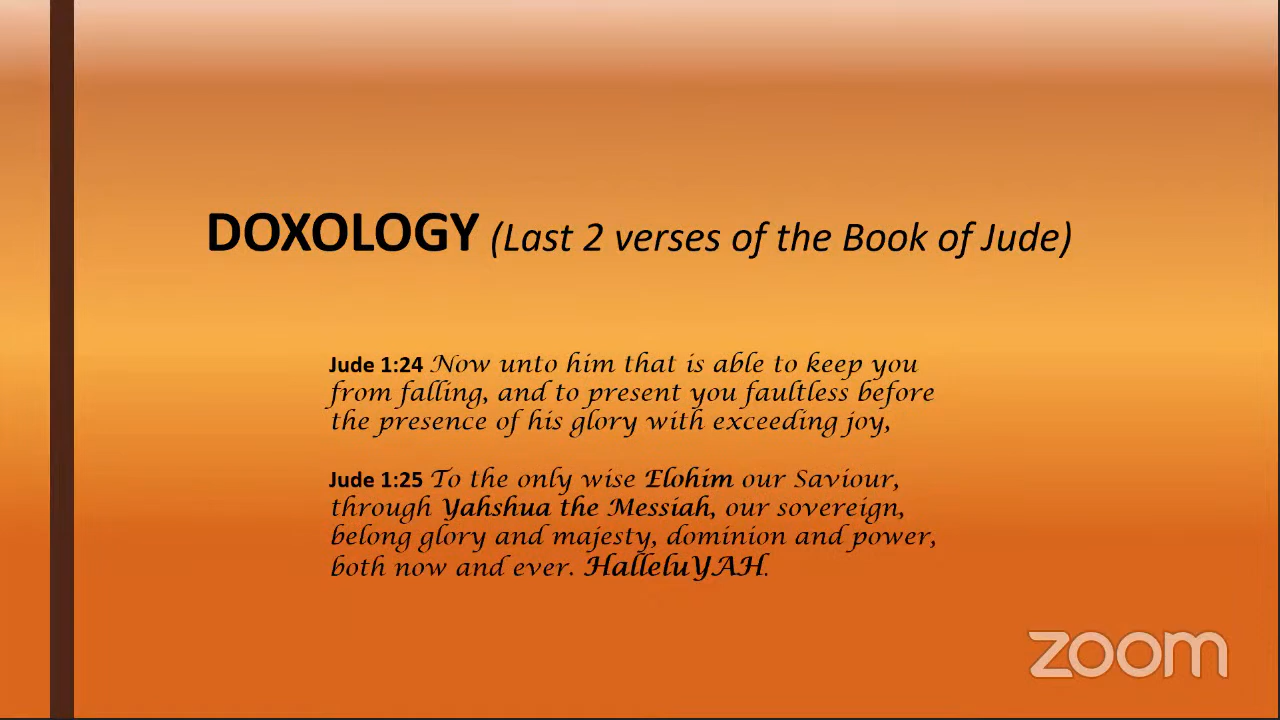 DOXOLOGY (Last 2 verses of the Book of Jude)
Jude 1:24 Now unto him that is able to keep you
from falling, and to present you faultless before
the presence of his glory with exceeding joy,
Jude 1:25 To the only wise Elohim our Saviour,
through Yahshua the Messiah, our sovereign,
belong glory and majesty, dominion and power,
both now and ever. HalleluYAH.
zoom